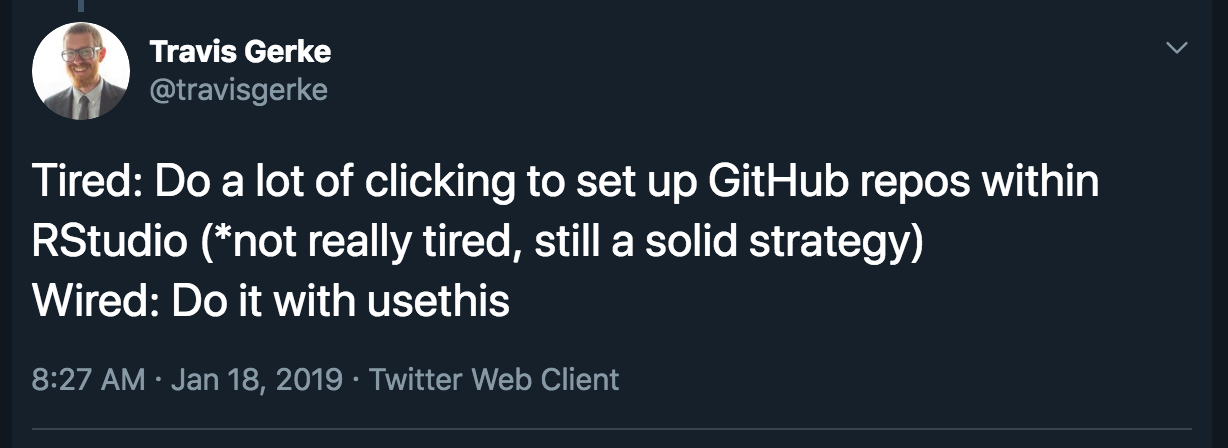 Travis Gerke
@travisgerke
Tired: Do a lot of clicking to set up GitHub repos within
RStudio (*not really tired, still a solid strategy)
Wired: Do it with usethis
8:27 AM · Jan 18, 2019 · Twitter Web Client